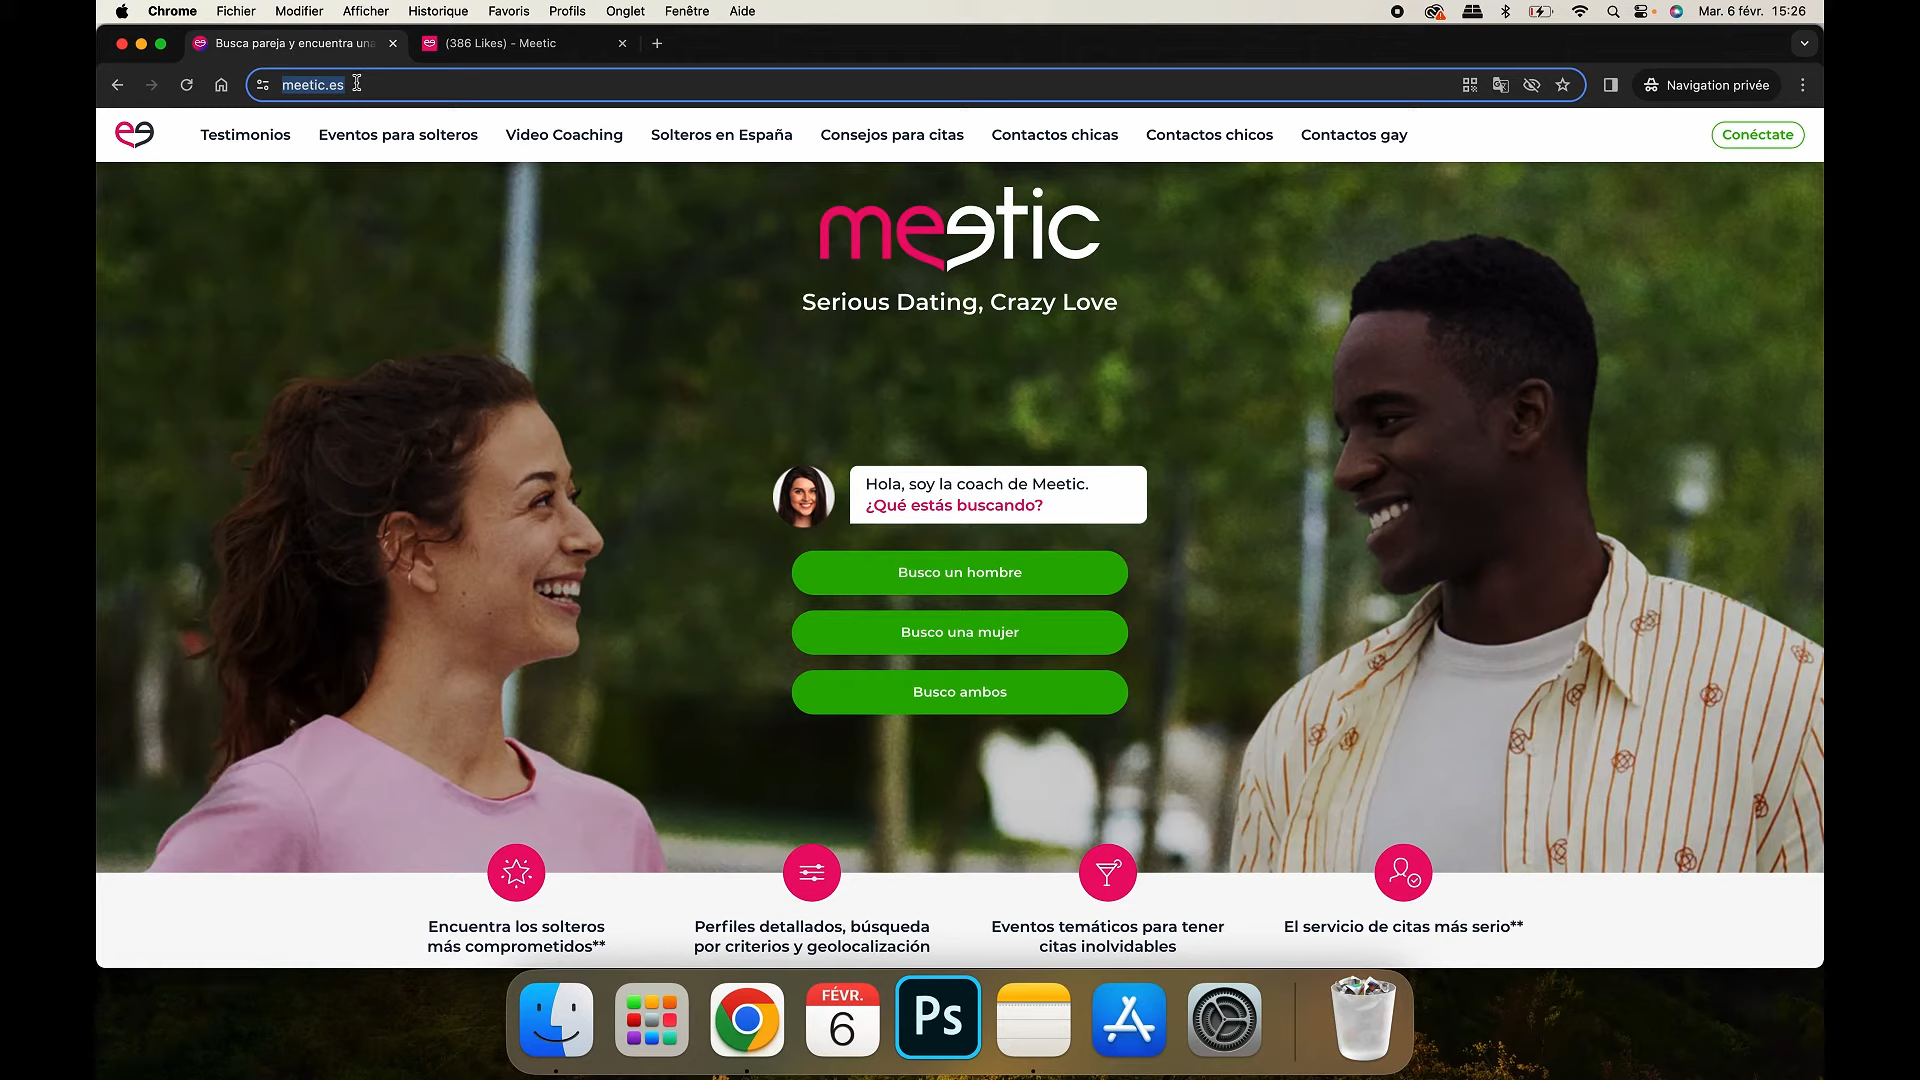 Chrome Fichier Modifier Afficher Historique Favoris Profils Onglet Fenêtre Aide Mar. 6 févr. 15:26
Busca pareja y encuentra una (386 Likes) - Meetic
meetic.es Navigation privée
Testimonios Eventos para solteros Video Coaching Solteros en España Consejos para citas Contactos chicas Contactos chicos Contactos gay Conéctate
meetic
Serious Dating, Crazy Love
Hola, soy la coach de Meetic.
¿Qué estás buscando?
Busco un hombre
Busco una mujer
Busco ambos
Encuentra los solteros
más comprometidos**
Perfiles detallados, búsqueda
por criterios y geolocalización
Eventos temáticos para tener
citas inolvidables
El servicio de citas más serio**
FÉVR.
6
Ps